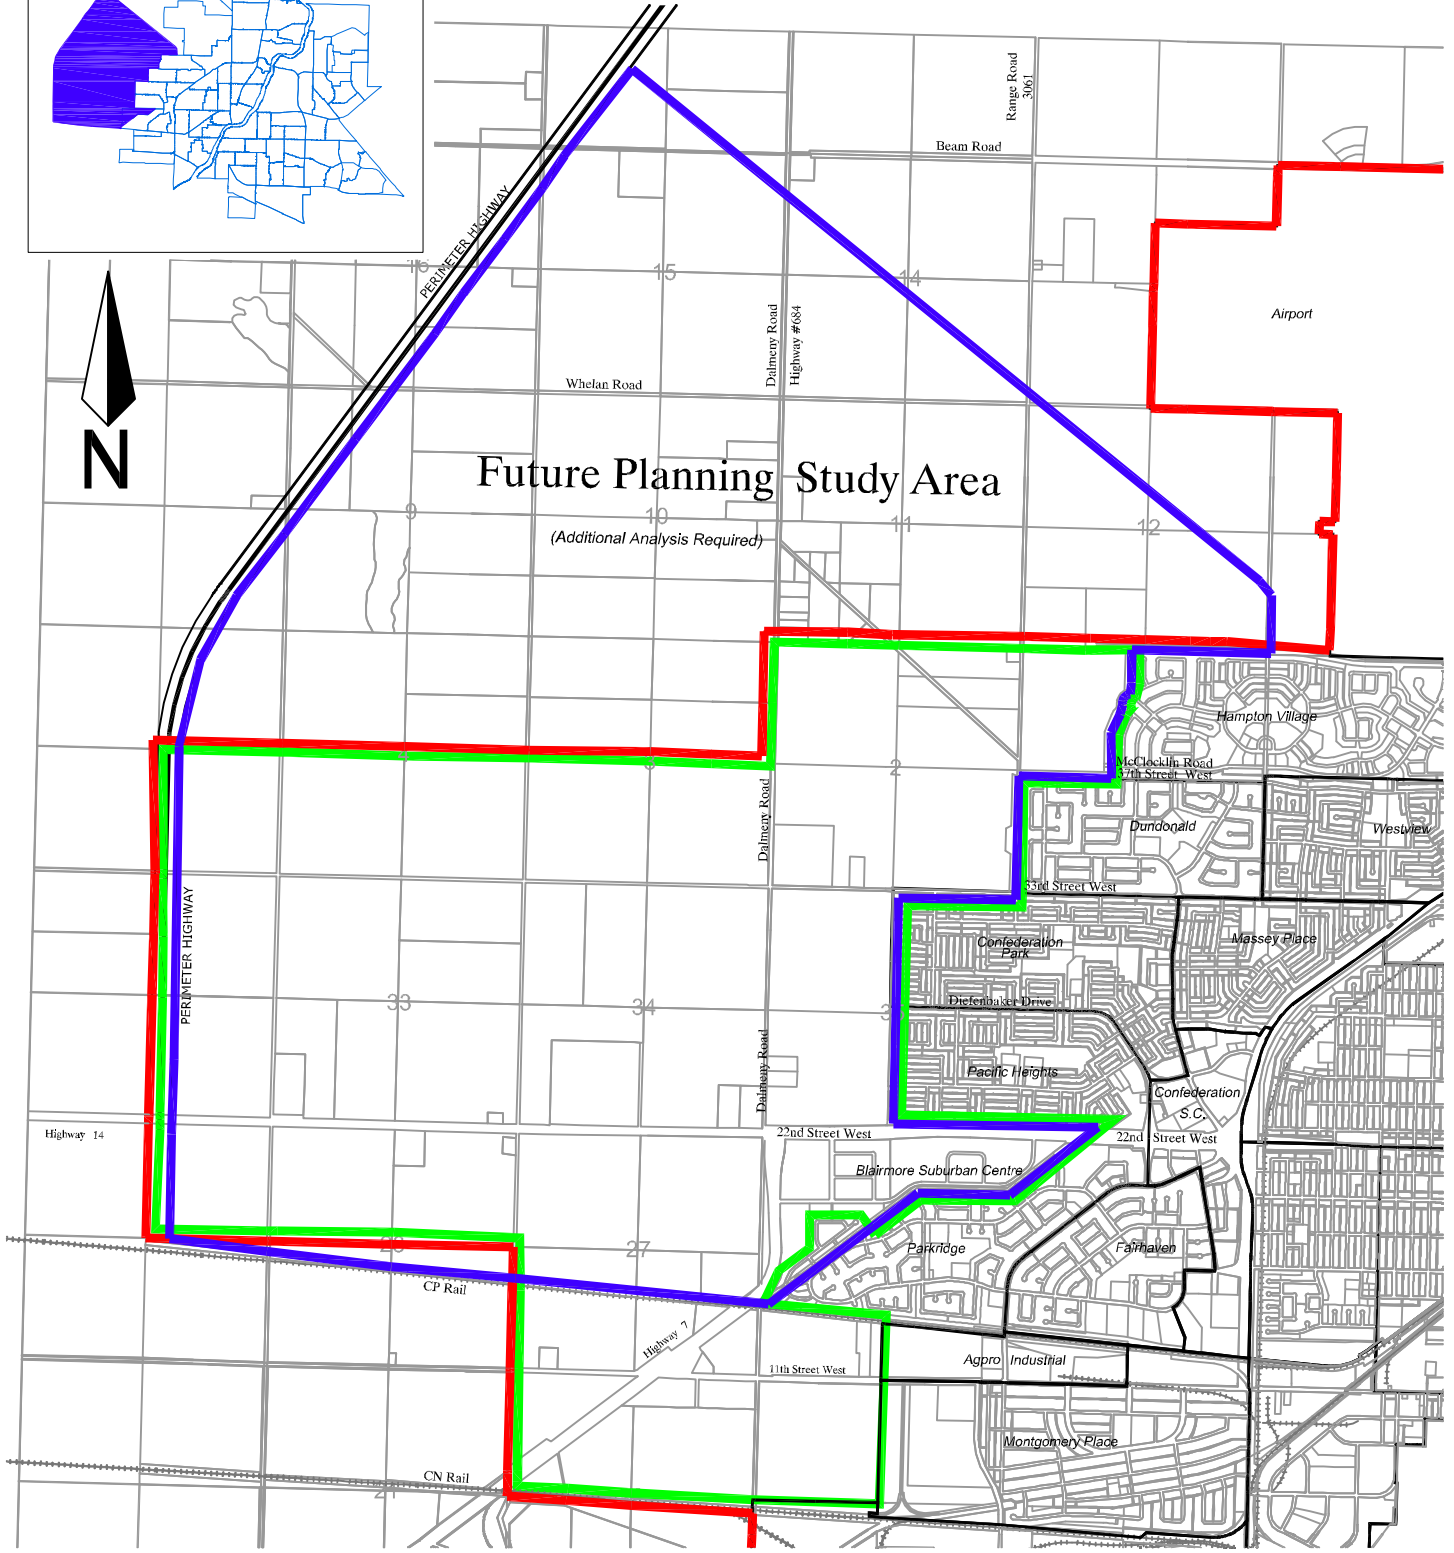 Range Road
3061
Beam Road
PERIMETER HIGHWAY
16
15
14
N
Airport
Dalmeny Road
Highway #684
Whelan Road
Future Planning Study Area
(Additional Analysis Required)
9
10
11
12
Hampton Village
2
McClocklin Road
37th Street West
Dalmeny Road
Dundonald
Westview
33rd Street West
PERIMETER HIGHWAY
Confederation
Park
Massey Place
33
34
Diefenbaker Drive
Dalmeny Road
Pacific Heights
Confederation
S.C.
Highway 14
22nd Street West
22nd Street West
Blairmore Suburban Centre
27
Parkridge
Fairhaven
CP Rail
Highway 7
11th Street West
Agpro Industrial
Montgomery Place
CN Rail